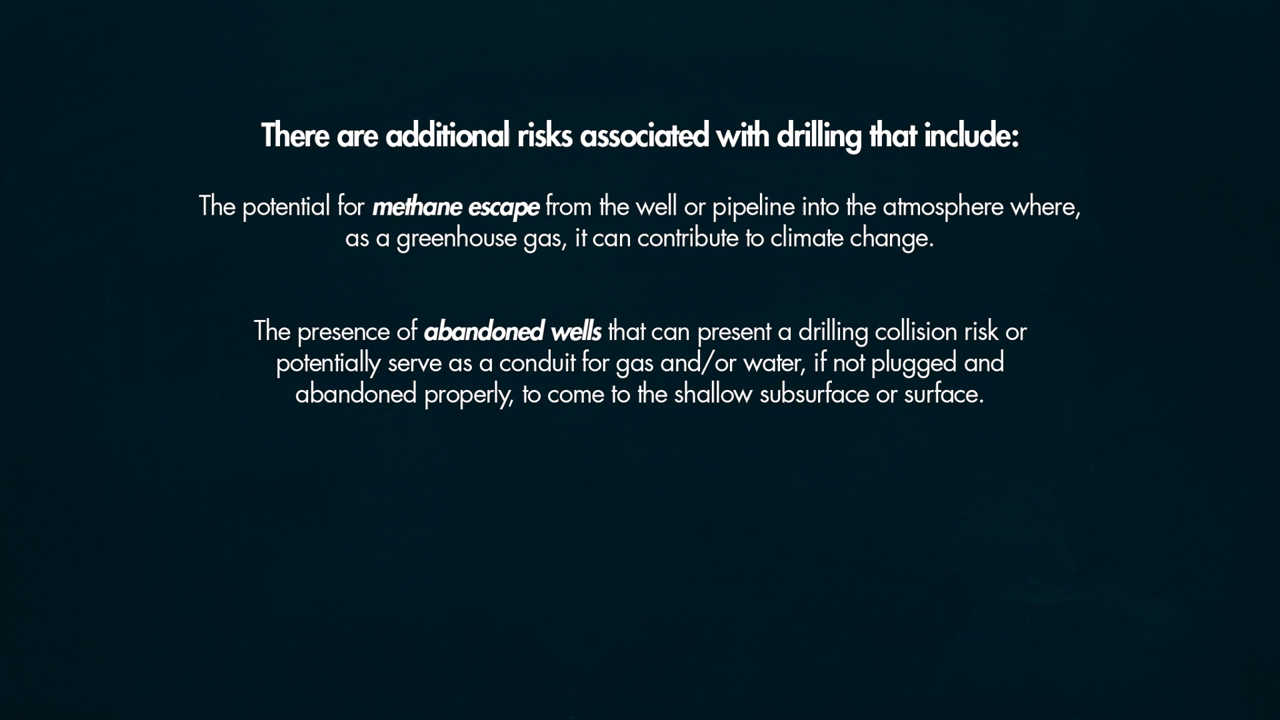 There are additional risks associated with drilling that include:
The potential for methane escape from the well or pipeline into the atmosphere where,
as a greenhouse gas, it can contribute to climate change.
The presence of abandoned wells that can present a drilling collision risk or
potentially serve as a conduit for gas and/or water, if not plugged and
abandoned properly, to come to the shallow subsurface or surface.